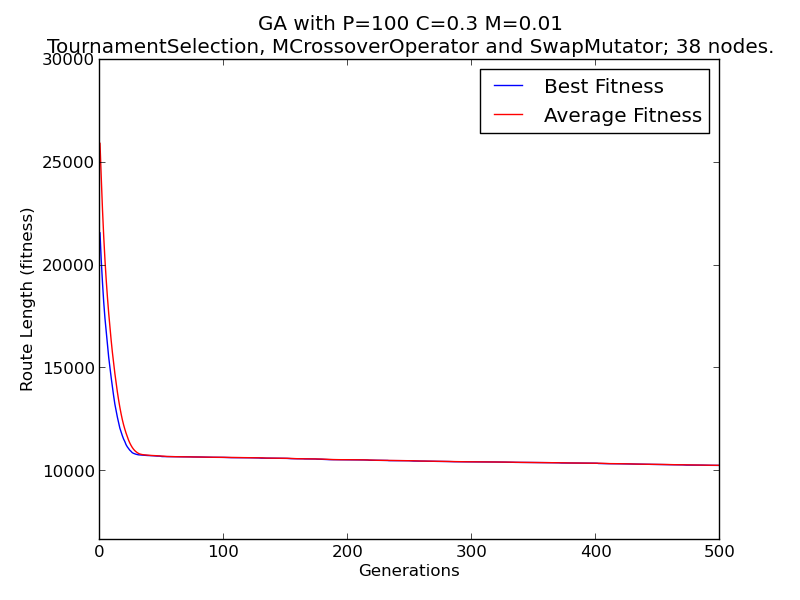 GA with P=100 C=0.3 M=0.01
TournamentSelection, MCrossoverOperator and SwapMutator; 38 nodes.
30000
Best Fitness
Average Fitness
25000
20000
Route Length (fitness)
15000
10000
0 100 200 300 400 500
Generations